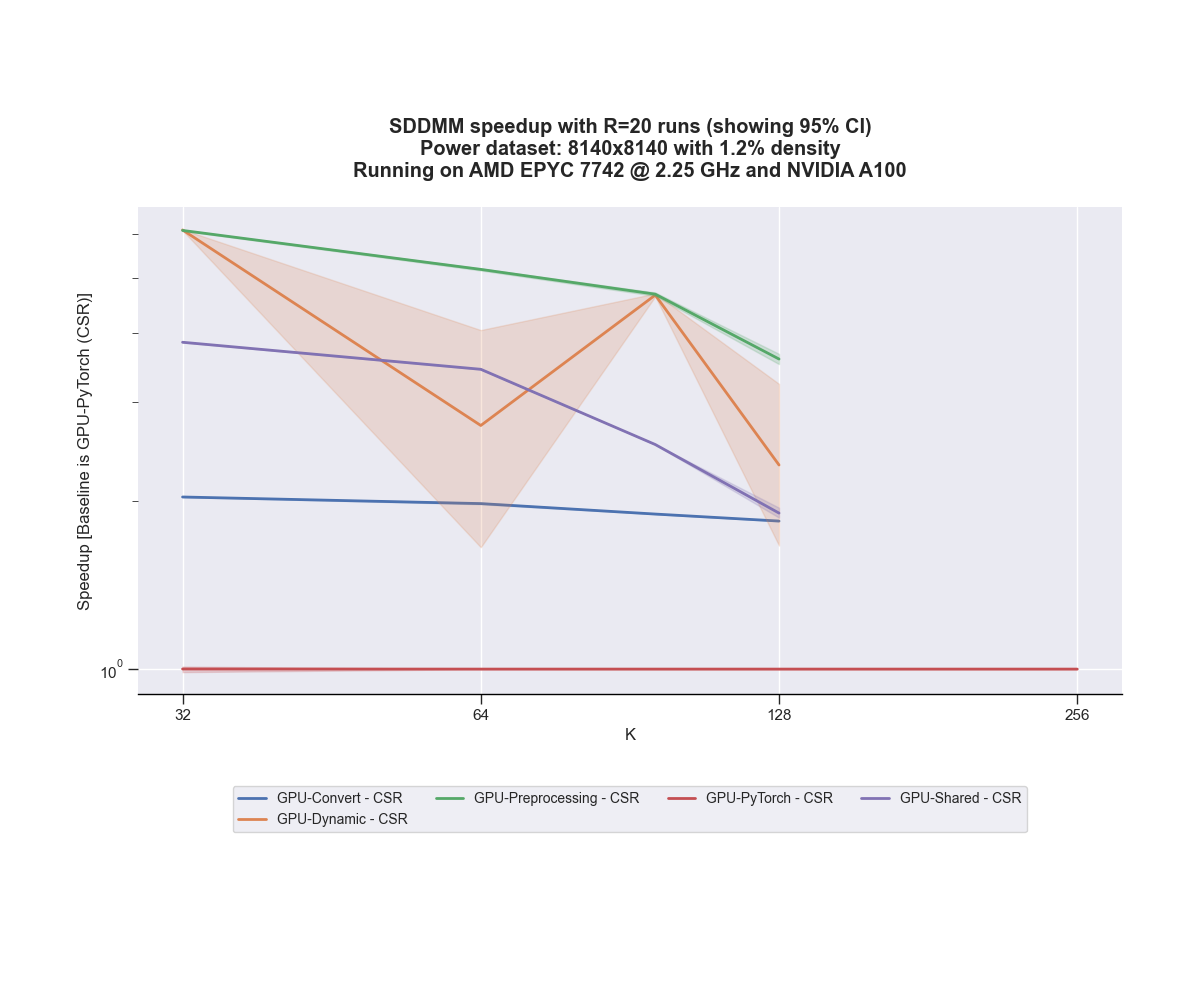 SDDMM speedup with R=20 runs (showing 95% CI)
Power dataset: 8140x8140 with 1.2% density
Running on AMD EPYC 7742 @ 2.25 GHz and NVIDIA A100
Speedup [Baseline is GPU-PyTorch (CSR)]
10^0
32 64 128 256
K
GPU-Convert - CSR GPU-Preprocessing - CSR GPU-PyTorch - CSR GPU-Shared - CSR
GPU-Dynamic - CSR